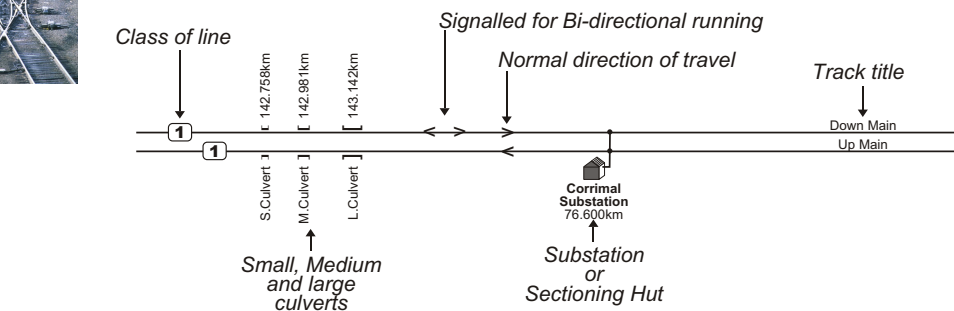 Signalled for Bi-directional running
Class of line
Normal direction of travel
Track title
142.758km
142.981km
143.142km
1
Down Main
1
Up Main
S.Culvert
M.Culvert
L.Culvert
Corrimal
Substation
76.600km
Small, Medium
and large
culverts
Substation
or
Sectioning Hut